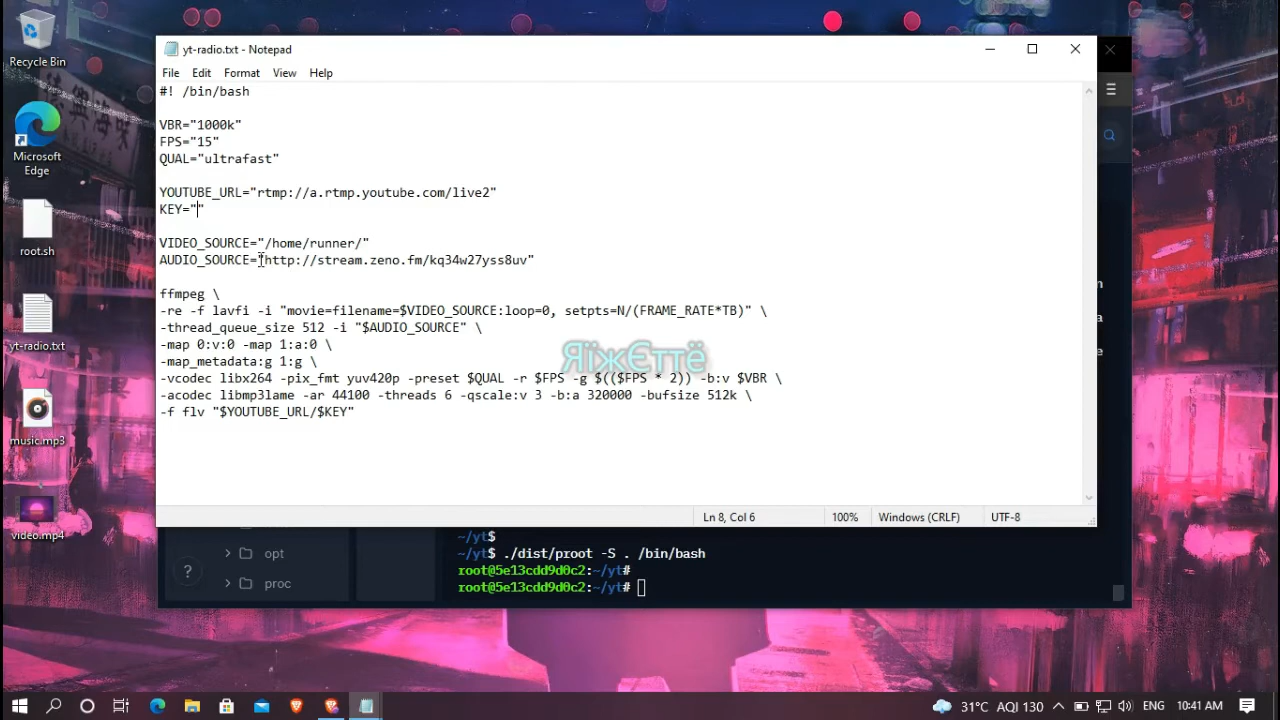 Recycle Bin
Microsoft
Edge
root.sh
yt-radio.txt
music.mp3
video.mp4
yt-radio.txt - Notepad
File Edit Format View Help
#! /bin/bash
VBR="1000k"
FPS="15"
QUAL="ultrafast"
YOUTUBE_URL="rtmp://a.rtmp.youtube.com/live2"
KEY=""
VIDEO_SOURCE="/home/runner/"
AUDIO_SOURCE="http://stream.zeno.fm/kq34w27yss8uv"
ffmpeg \
-re -f lavfi -i "movie=filename=$VIDEO_SOURCE:loop=0, setpts=N/(FRAME_RATE*TB)" \
-thread_queue_size 512 -i "$AUDIO_SOURCE" \
-map 0:v:0 -map 1:a:0 \
-map_metadata:g 1:g \
-vcodec libx264 -pix_fmt yuv420p -preset $QUAL -r $FPS -g $(($FPS * 2)) -b:v $VBR \
-acodec libmp3lame -ar 44100 -threads 6 -qscale:v 3 -b:a 320000 -bufsize 512k \
-f flv "$YOUTUBE_URL/$KEY"
ЯїжЄттё
Ln 8, Col 6 100% Windows (CRLF) UTF-8
opt
proc
?
~/yt$
~/yt$ ./dist/proot -S . /bin/bash
root@5e13cdd9d0c2:~/yt#
root@5e13cdd9d0c2:~/yt#
31°C AQI 130 ENG 10:41 AM